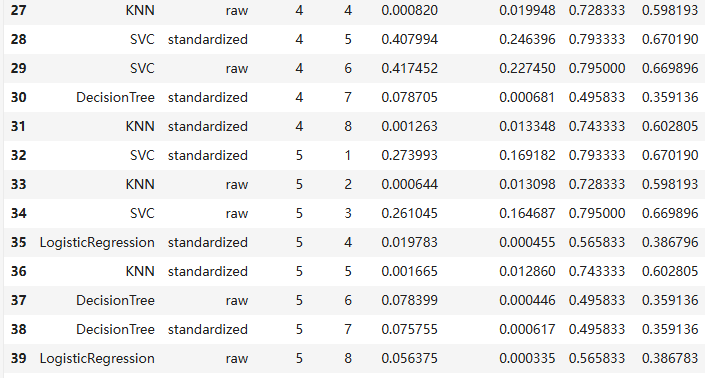 27 KNN raw 4 4 0.000820 0.019948 0.728333 0.598193
28 SVC standardized 4 5 0.407994 0.246396 0.793333 0.670190
29 SVC raw 4 6 0.417452 0.227450 0.795000 0.669896
30 DecisionTree standardized 4 7 0.078705 0.000681 0.495833 0.359136
31 KNN standardized 4 8 0.001263 0.013348 0.743333 0.602805
32 SVC standardized 5 1 0.273993 0.169182 0.793333 0.670190
33 KNN raw 5 2 0.000644 0.013098 0.728333 0.598193
34 SVC raw 5 3 0.261045 0.164687 0.795000 0.669896
35 LogisticRegression standardized 5 4 0.019783 0.000455 0.565833 0.386796
36 KNN standardized 5 5 0.001665 0.012860 0.743333 0.602805
37 DecisionTree raw 5 6 0.078399 0.000446 0.495833 0.359136
38 DecisionTree standardized 5 7 0.075755 0.000617 0.495833 0.359136
39 LogisticRegression raw 5 8 0.056375 0.000335 0.565833 0.386783